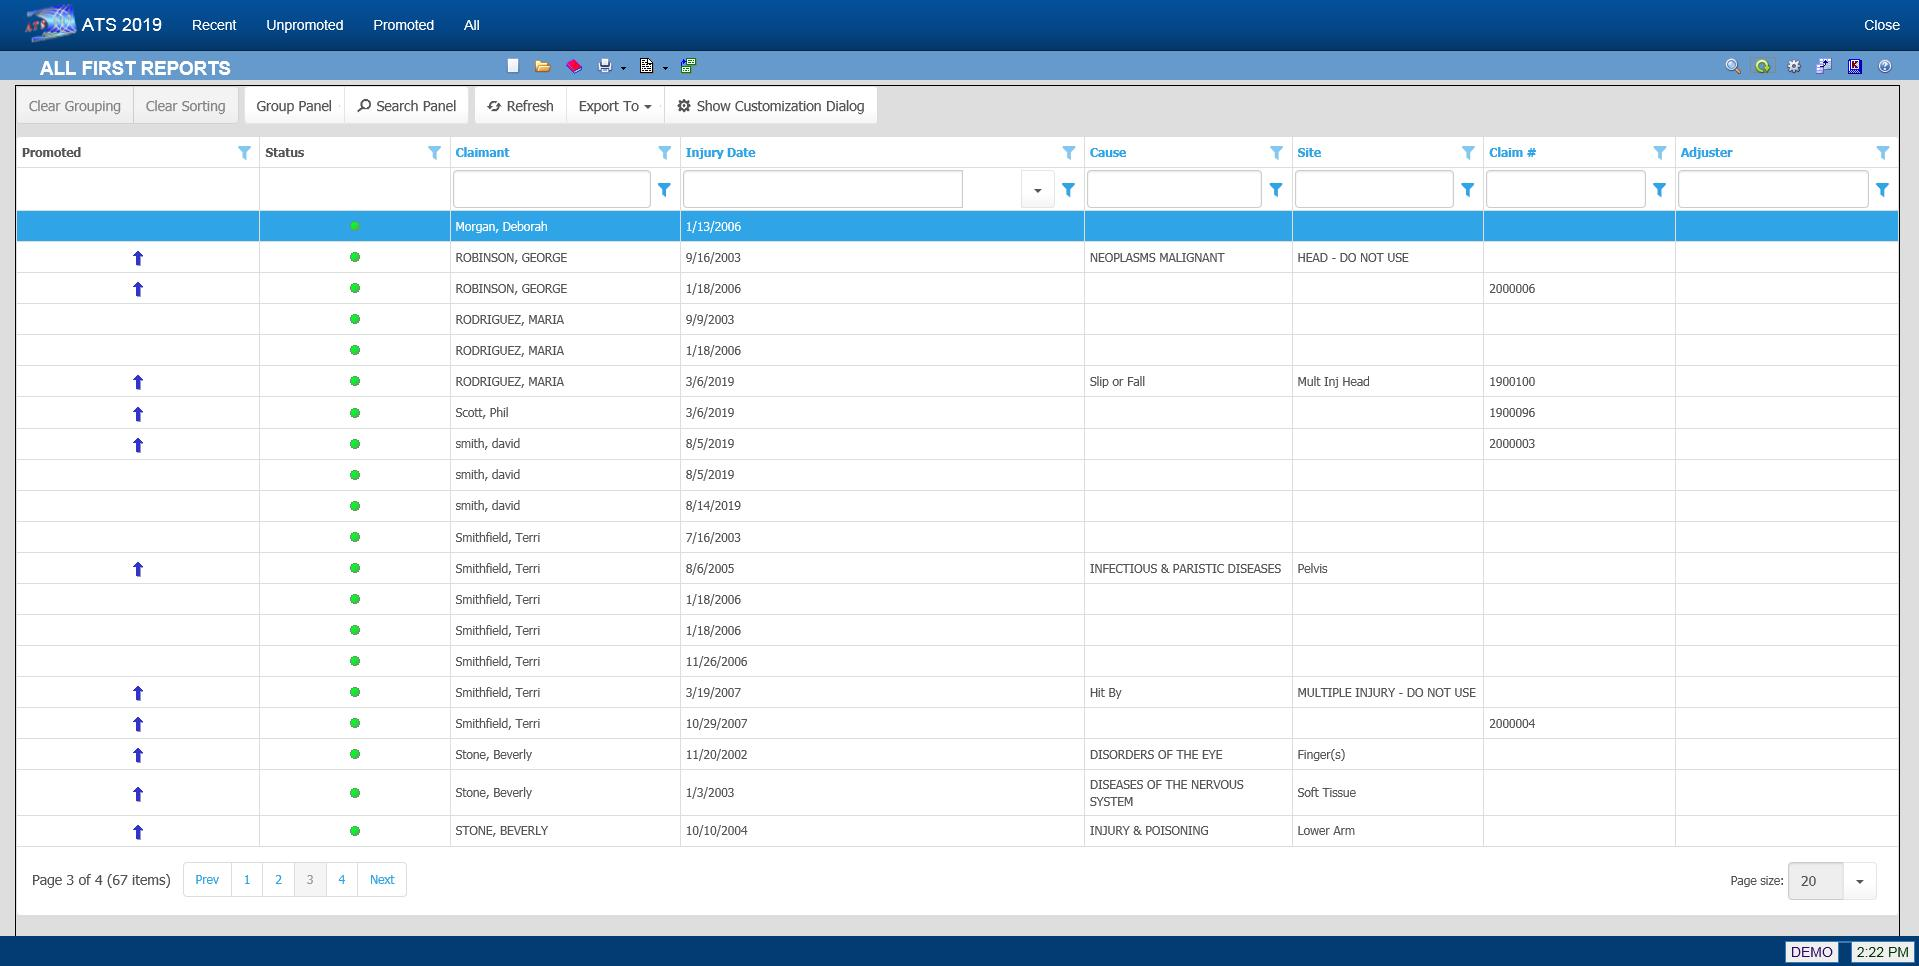 ATS 2019 Recent Unpromoted Promoted All Close
ALL FIRST REPORTS
Clear Grouping Clear Sorting Group Panel Search Panel Refresh Export To Show Customization Dialog
Promoted Status Claimant Injury Date Cause Site Claim # Adjuster
Morgan, Deborah 1/13/2006
ROBINSON, GEORGE 9/16/2003 NEOPLASMS MALIGNANT HEAD - DO NOT USE
ROBINSON, GEORGE 1/18/2006 2000006
RODRIGUEZ, MARIA 9/9/2003
RODRIGUEZ, MARIA 1/18/2006
RODRIGUEZ, MARIA 3/6/2019 Slip or Fall Mult Inj Head 1900100
Scott, Phil 3/6/2019 1900096
smith, david 8/5/2019 2000003
smith, david 8/5/2019
smith, david 8/14/2019
Smithfield, Terri 7/16/2003
Smithfield, Terri 8/6/2005 INFECTIOUS & PARISTIC DISEASES Pelvis
Smithfield, Terri 1/18/2006
Smithfield, Terri 1/18/2006
Smithfield, Terri 11/26/2006
Smithfield, Terri 3/19/2007 Hit By MULTIPLE INJURY - DO NOT USE
Smithfield, Terri 10/29/2007 2000004
Stone, Beverly 11/20/2002 DISORDERS OF THE EYE Finger(s)
Stone, Beverly 1/3/2003 DISEASES OF THE NERVOUS SYSTEM Soft Tissue
STONE, BEVERLY 10/10/2004 INJURY & POISONING Lower Arm
Page 3 of 4 (67 items) Prev 1 2 3 4 Next Page size: 20
DEMO 2:22 PM